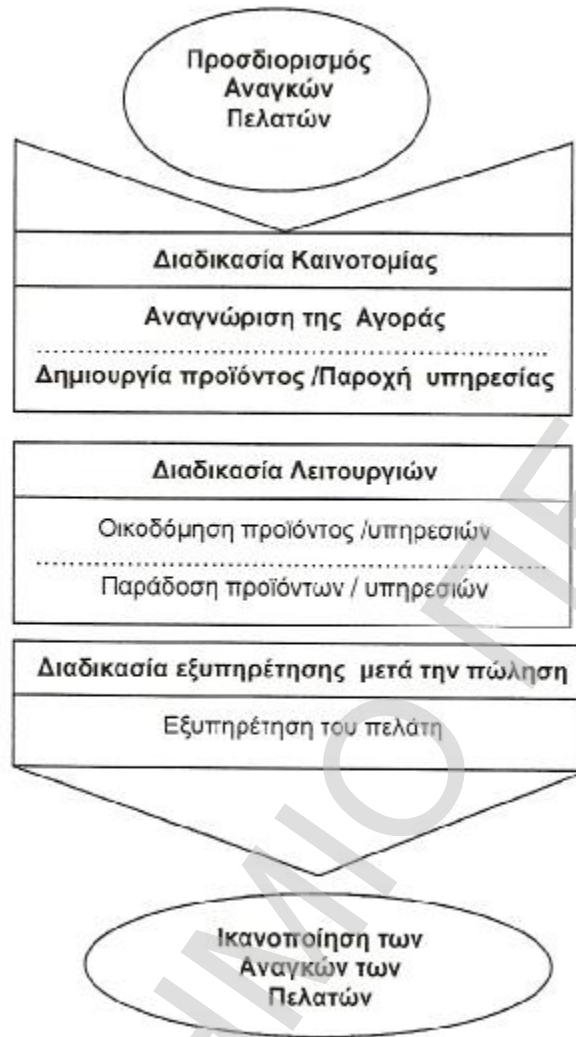 Προσδιορισμός
Αναγκών
Πελατών
Διαδικασία Καινοτομίας
Αναγνώριση της Αγοράς
Δημιουργία προϊόντος /Παροχή υπηρεσίας
Διαδικασία Λειτουργιών
Οικοδόμηση προϊόντος /υπηρεσιών
Παράδοση προϊόντων / υπηρεσιών
Διαδικασία εξυπηρέτησης μετά την πώληση
Εξυπηρέτηση του πελάτη
Ικανοποίηση των
Αναγκών των
Πελατών